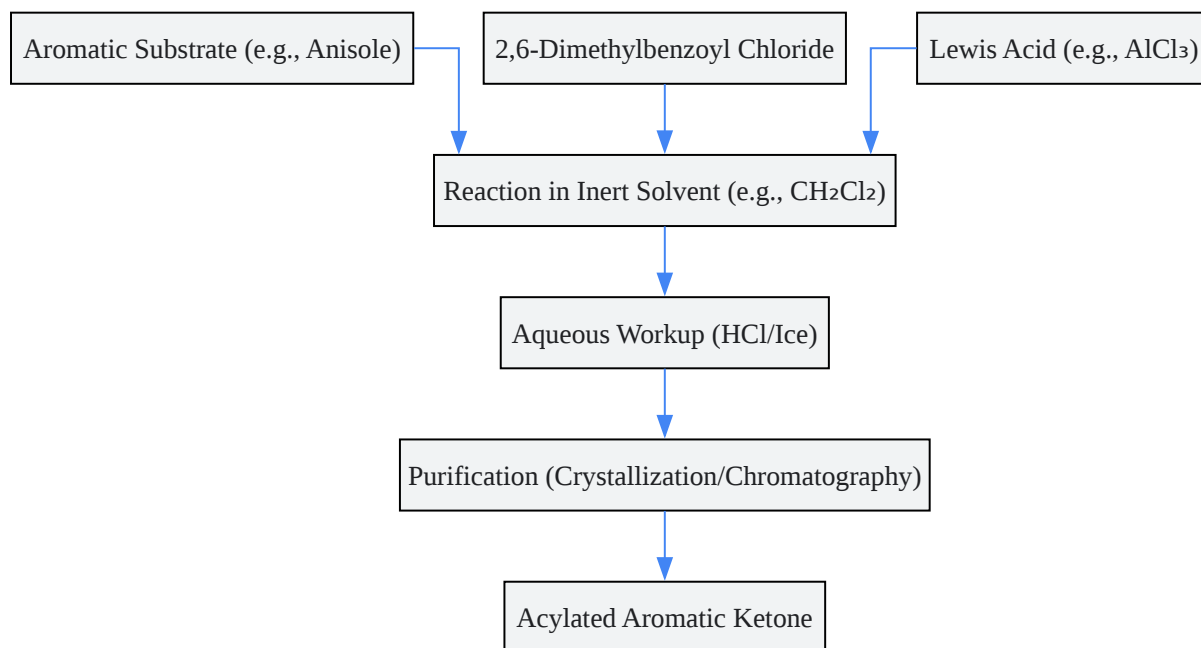 Aromatic Substrate (e.g., Anisole)
2,6-Dimethylbenzoyl Chloride
Lewis Acid (e.g., AlCl₃)
Reaction in Inert Solvent (e.g., CH₂Cl₂)
Aqueous Workup (HCl/Ice)
Purification (Crystallization/Chromatography)
Acylated Aromatic Ketone